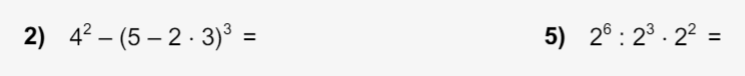 2) 4² – (5 – 2 · 3)³ = 5) 2⁶ : 2³ · 2² =